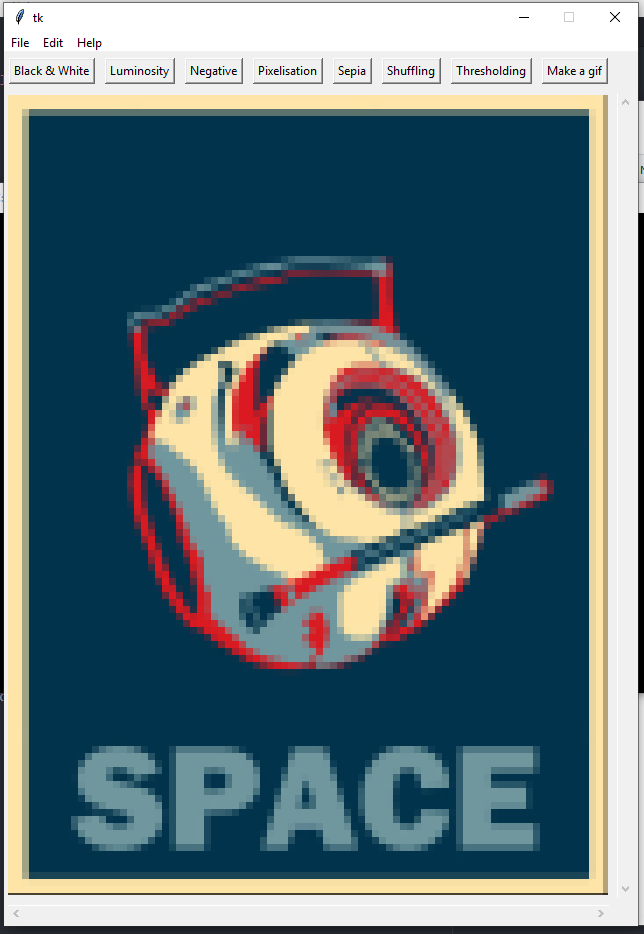 tk
File Edit Help
Black & White Luminosity Negative Pixelisation Sepia Shuffling Thresholding Make a gif
SPACE